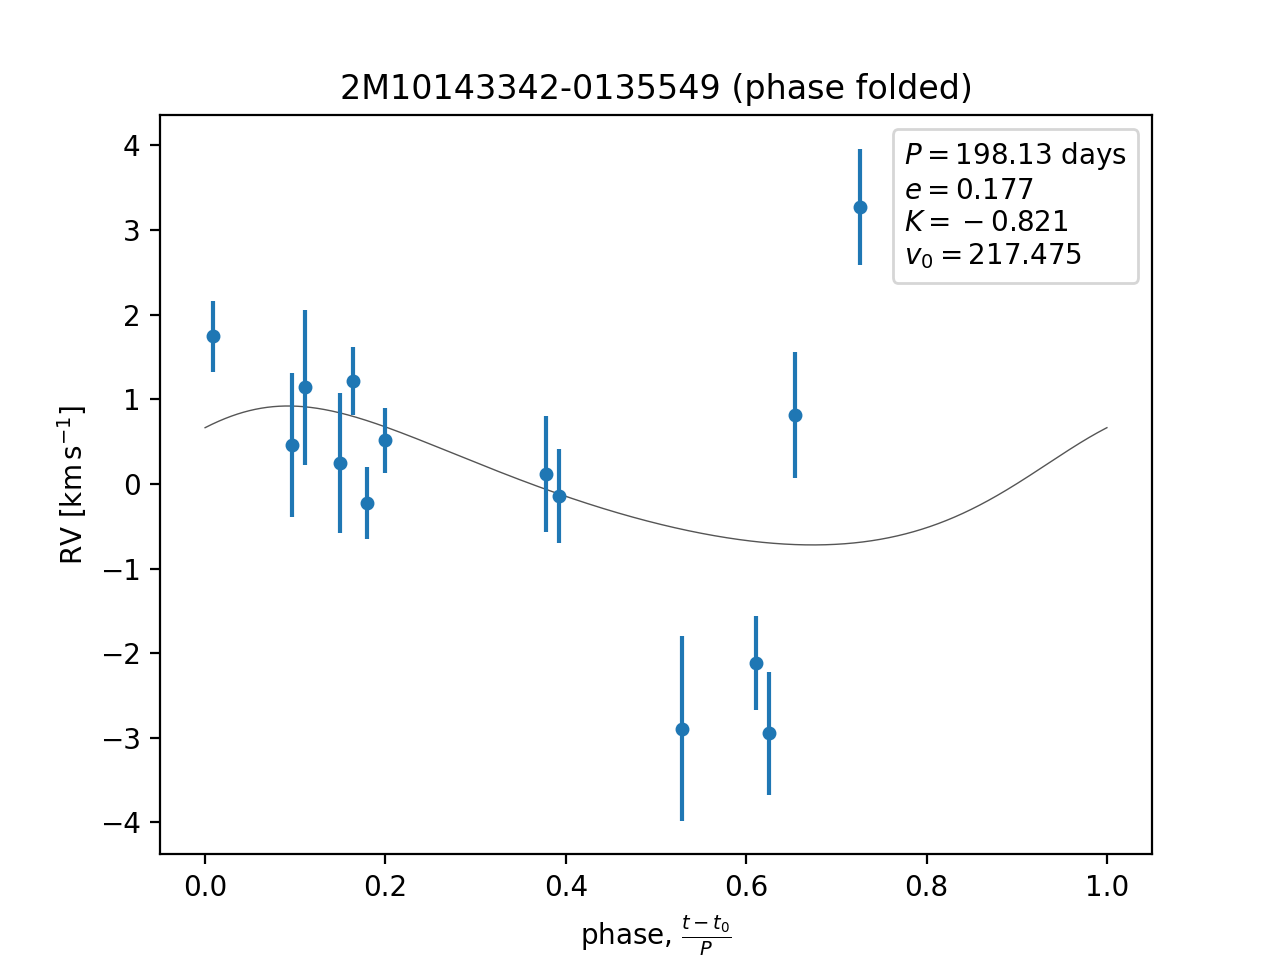 2M10143342-0135549 (phase folded)
P = 198.13 days
e = 0.177
K = −0.821
v₀ = 217.475
4
3
2
1
0
−1
−2
−3
−4
RV [km s⁻¹]
0.0 0.2 0.4 0.6 0.8 1.0
phase, (t − t₀)/P